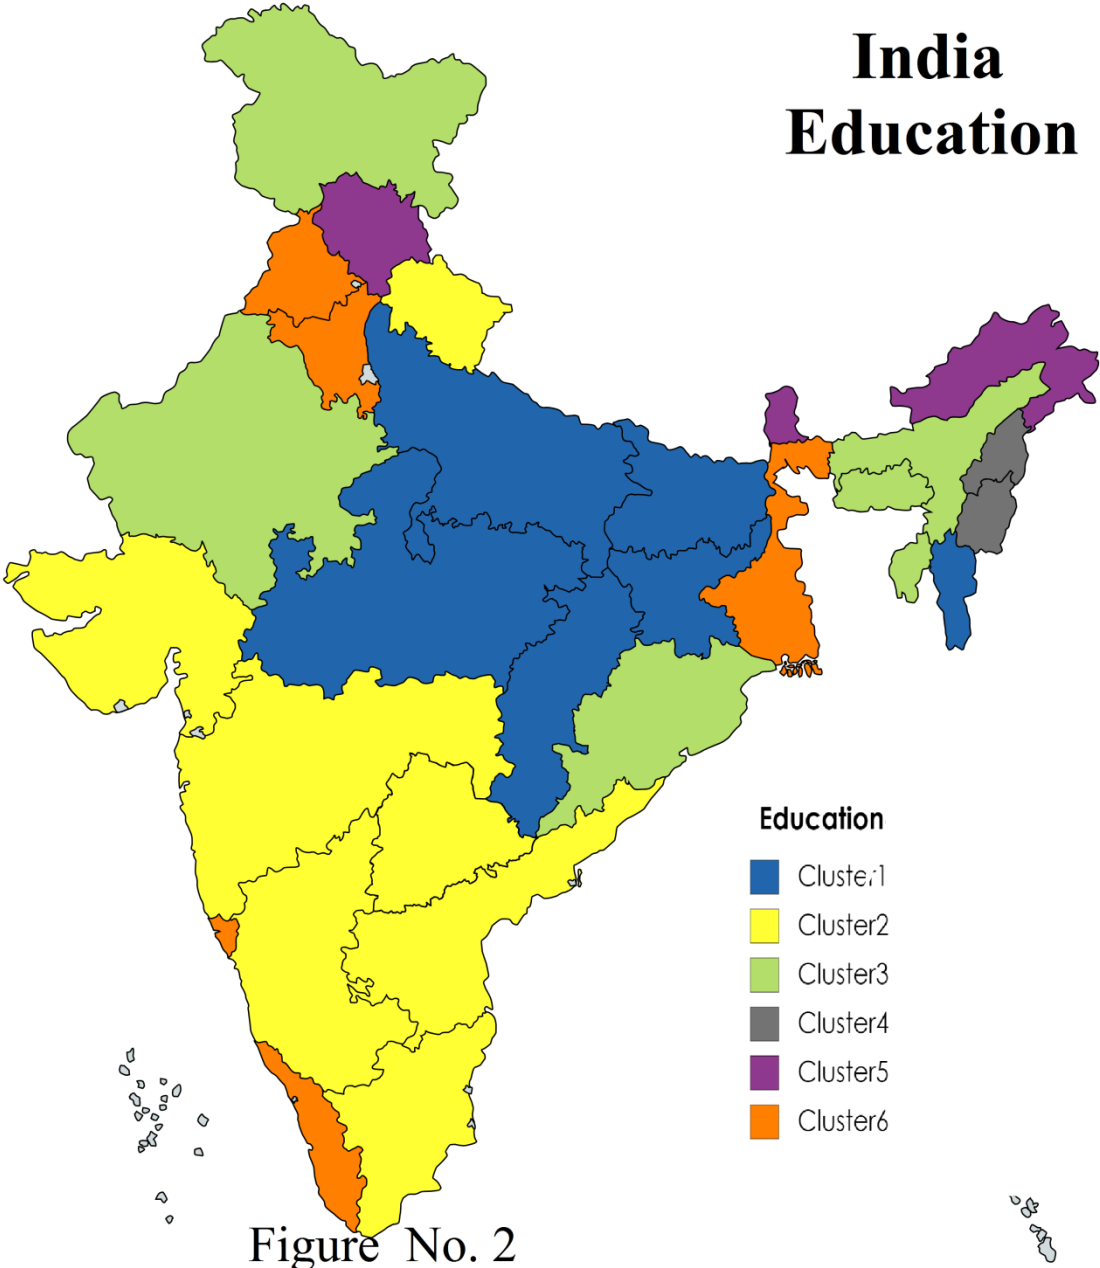 India
Education
Education
Cluster1
Cluster2
Cluster3
Cluster4
Cluster5
Cluster6
Figure No. 2